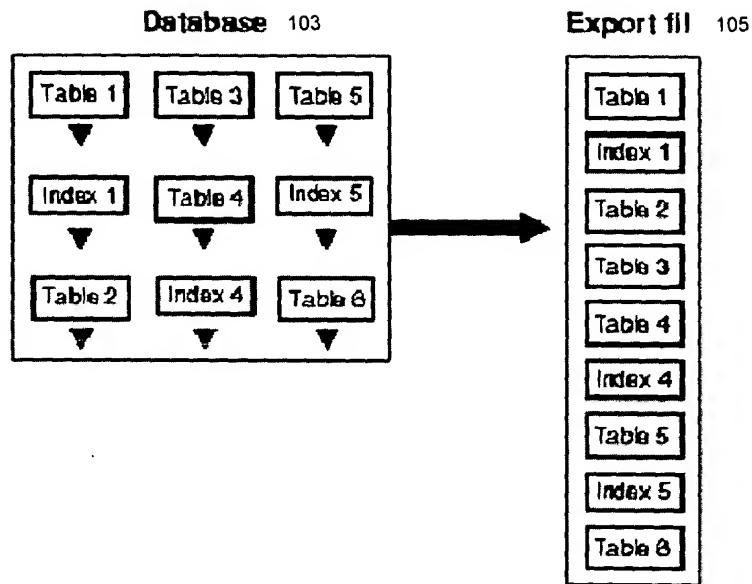 Database 103
Export fil 105
Table 1 Table 3 Table 5
Index 1 Table 4 Index 5
Table 2 Index 4 Table 6
Table 1
Index 1
Table 2
Table 3
Table 4
Index 4
Table 5
Index 5
Table 6